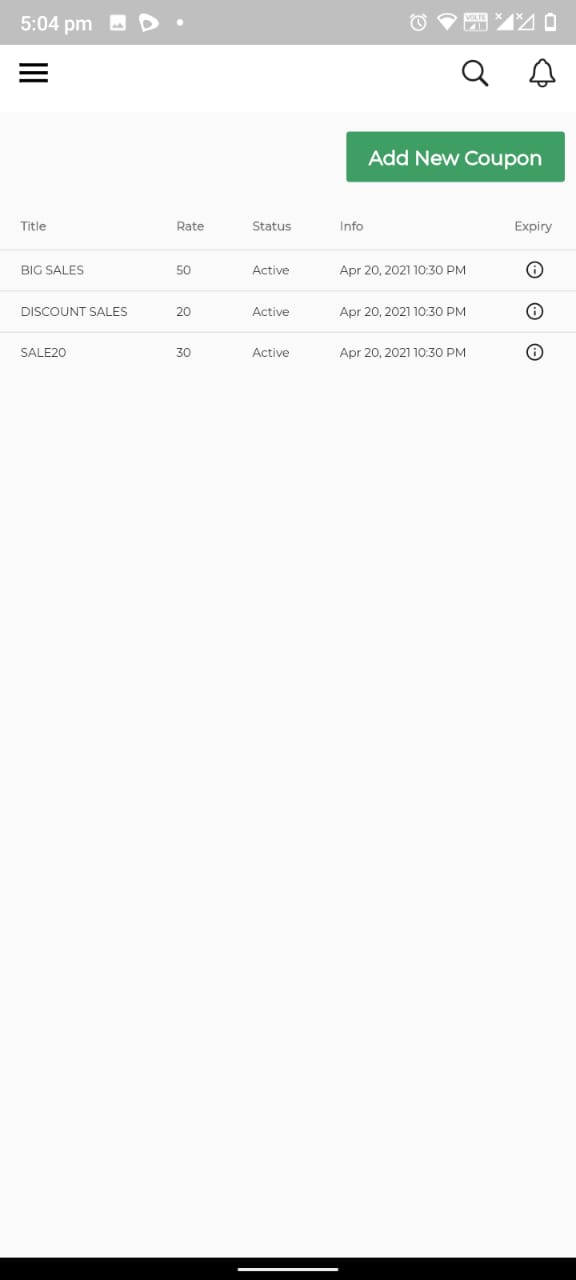 5:04 pm
VOLTE
Add New Coupon
Title Rate Status Info Expiry
BIG SALES 50 Active Apr 20, 2021 10:30 PM
DISCOUNT SALES 20 Active Apr 20, 2021 10:30 PM
SALE20 30 Active Apr 20, 2021 10:30 PM